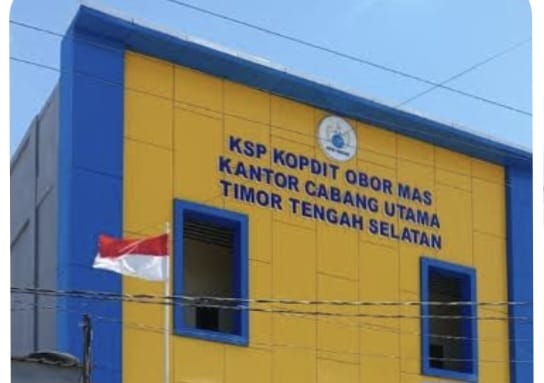 KSP KOPDIT OBOR MAS
KANTOR CABANG UTAMA
TIMOR TENGAH SELATAN